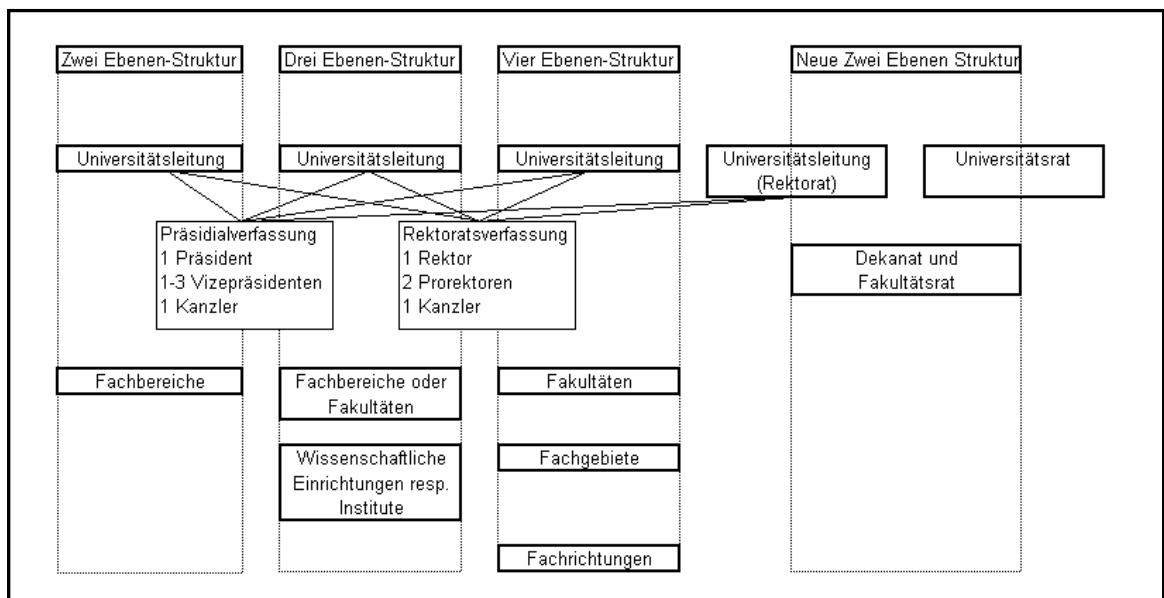 Zwei Ebenen-Struktur
Drei Ebenen-Struktur
Vier Ebenen-Struktur
Neue Zwei Ebenen Struktur
Universitätsleitung
Universitätsleitung
Universitätsleitung
Universitätsleitung
(Rektorat)
Universitätsrat
Präsidialverfassung
1 Präsident
1-3 Vizepräsidenten
1 Kanzler
Rektoratsverfassung
1 Rektor
2 Prorektoren
1 Kanzler
Dekanat und
Fakultätsrat
Fachbereiche
Fachbereiche oder
Fakultäten
Fakultäten
Wissenschaftliche
Einrichtungen resp.
Institute
Fachgebiete
Fachrichtungen